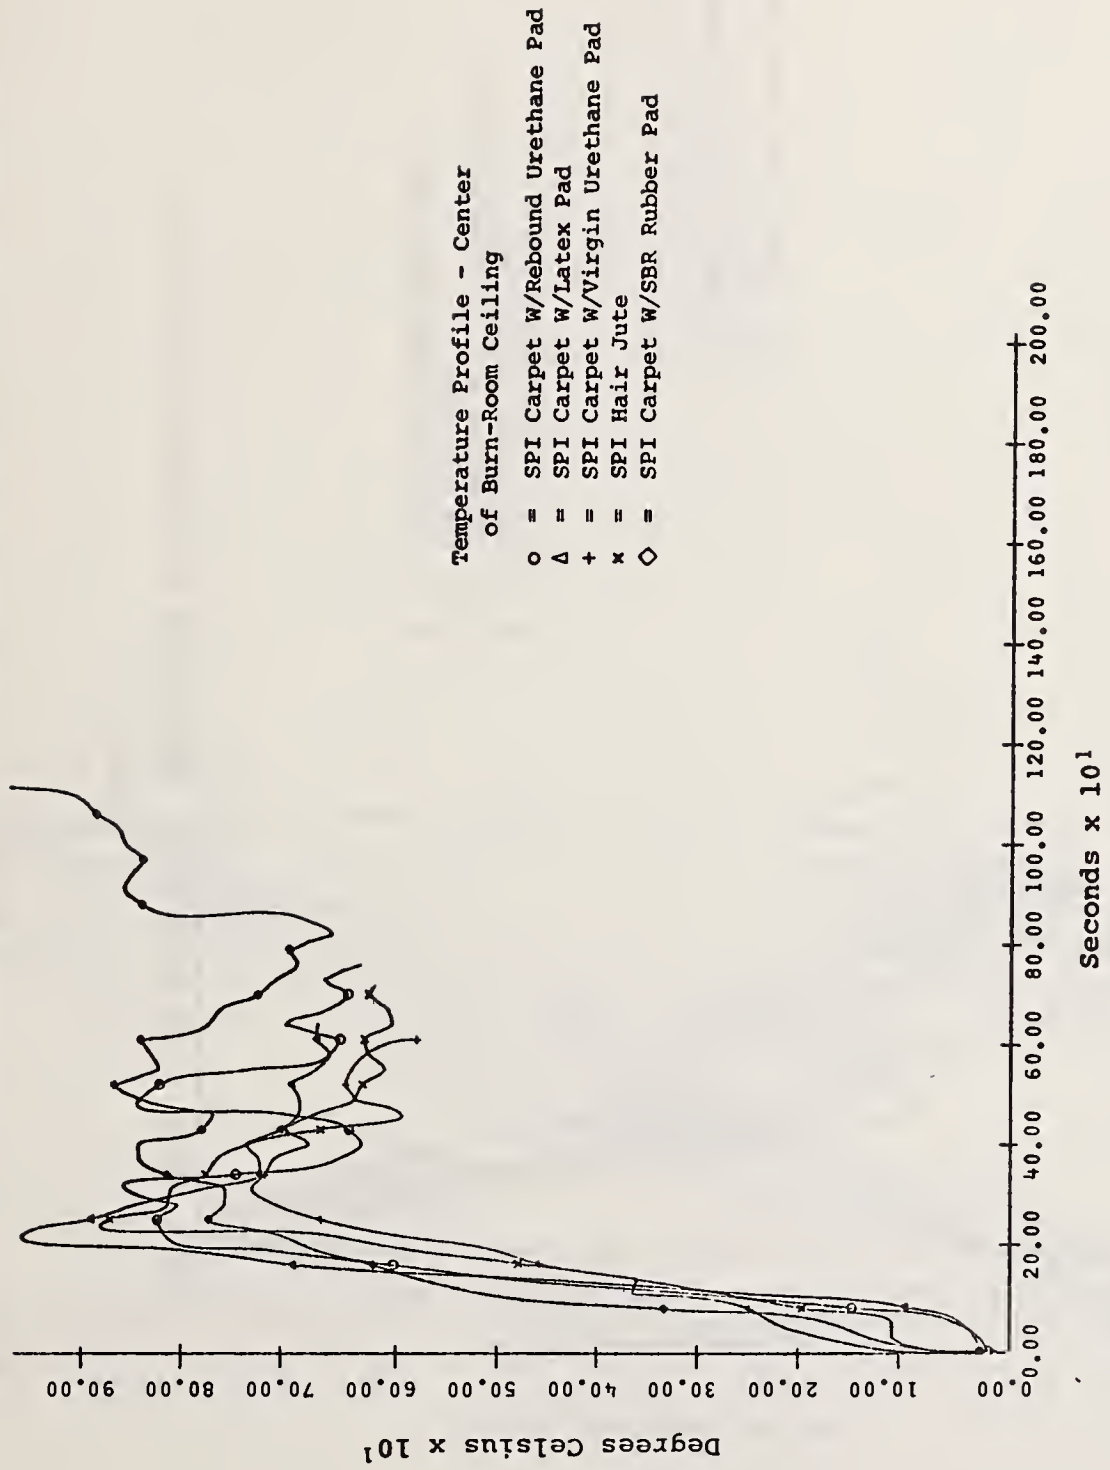 Temperature Profile - Center
of Burn-Room Ceiling
o = SPI Carpet W/Rebound Urethane Pad
Δ = SPI Carpet W/Latex Pad
+ = SPI Carpet W/Virgin Urethane Pad
x = SPI Hair Jute
◇ = SPI Carpet W/SBR Rubber Pad
Degrees Celsius x 10¹
90.00
80.00
70.00
60.00
50.00
40.00
30.00
20.00
10.00
0.00
0.00 20.00 40.00 60.00 80.00 100.00 120.00 140.00 160.00 180.00 200.00
Seconds x 10¹